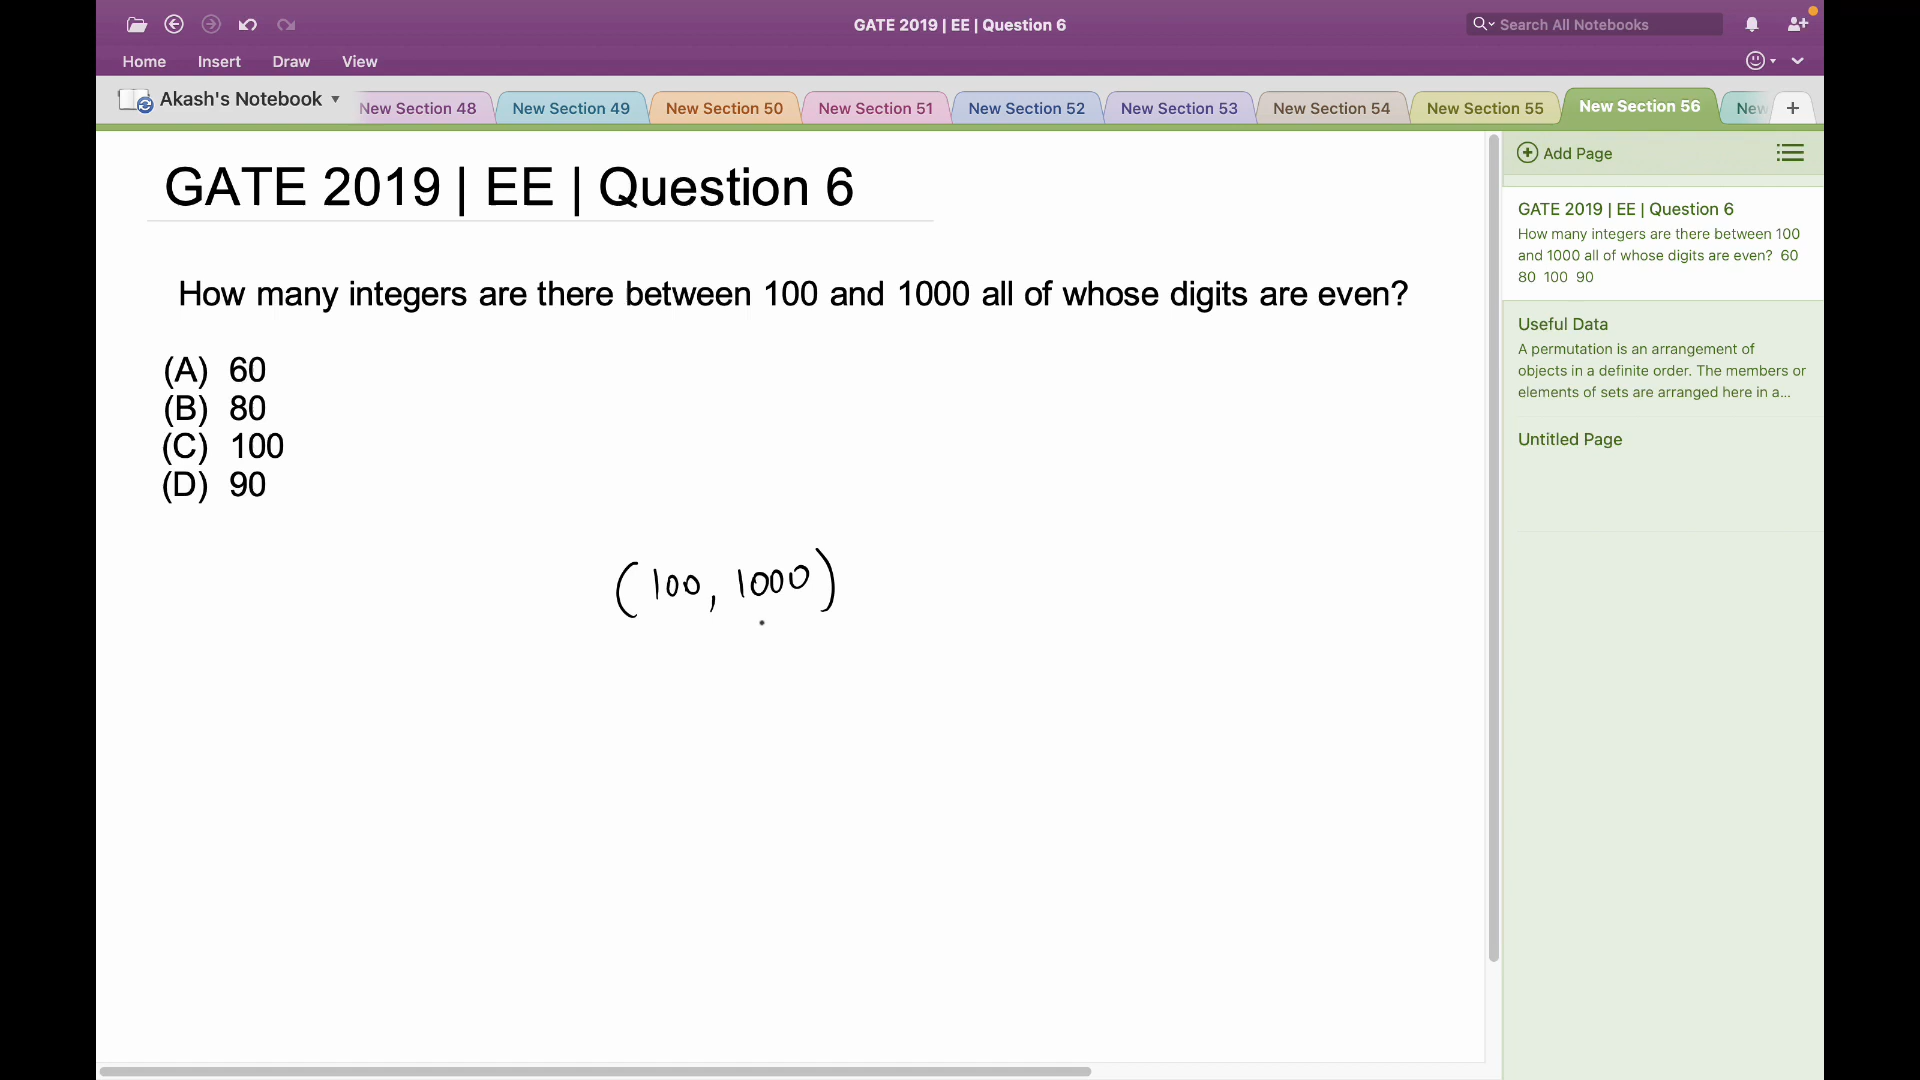 GATE 2019 | EE | Question 6
Search All Notebooks
Home Insert Draw View
Akash's Notebook
New Section 48 New Section 49 New Section 50 New Section 51 New Section 52 New Section 53 New Section 54 New Section 55 New Section 56 New
Add Page
GATE 2019 | EE | Question 6
How many integers are there between 100 and 1000 all of whose digits are even?
(A) 60
(B) 80
(C) 100
(D) 90
(100, 1000)
GATE 2019 | EE | Question 6
How many integers are there between 100
and 1000 all of whose digits are even? 60
80 100 90
Useful Data
A permutation is an arrangement of
objects in a definite order. The members or
elements of sets are arranged here in a...
Untitled Page